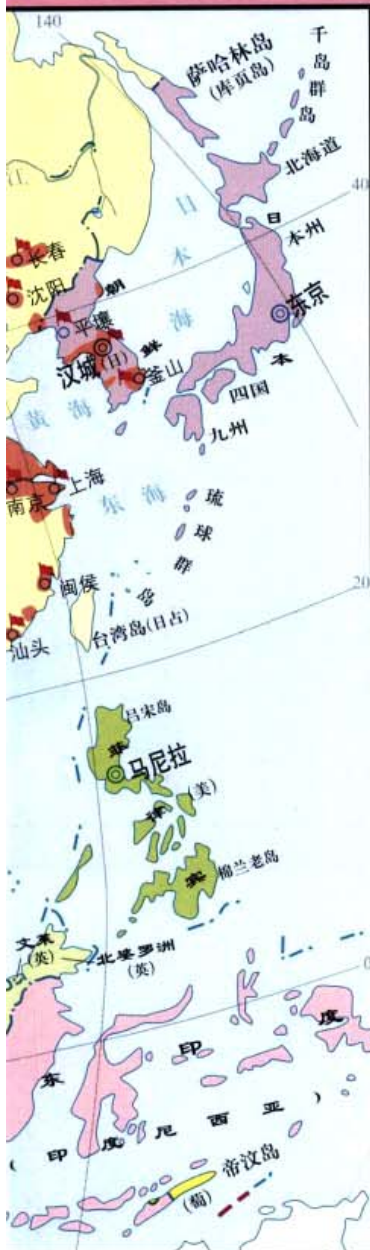 140
萨哈林岛
(库页岛)
千岛群岛
北海道
40
日本海
日本
本州
江
长春
沈阳
朝鲜
平壤
东京
汉城(日)
釜山
四国
九州
黄海
南京
上海
东海
琉球群
闽侯
20
汕头
台湾岛(日占)
吕宋岛
马尼拉
菲律宾
(美)
棉兰老岛
文莱
(英)
北婆罗洲
(英)
0
东印度
(印度尼西亚)
帝汶岛
(葡)